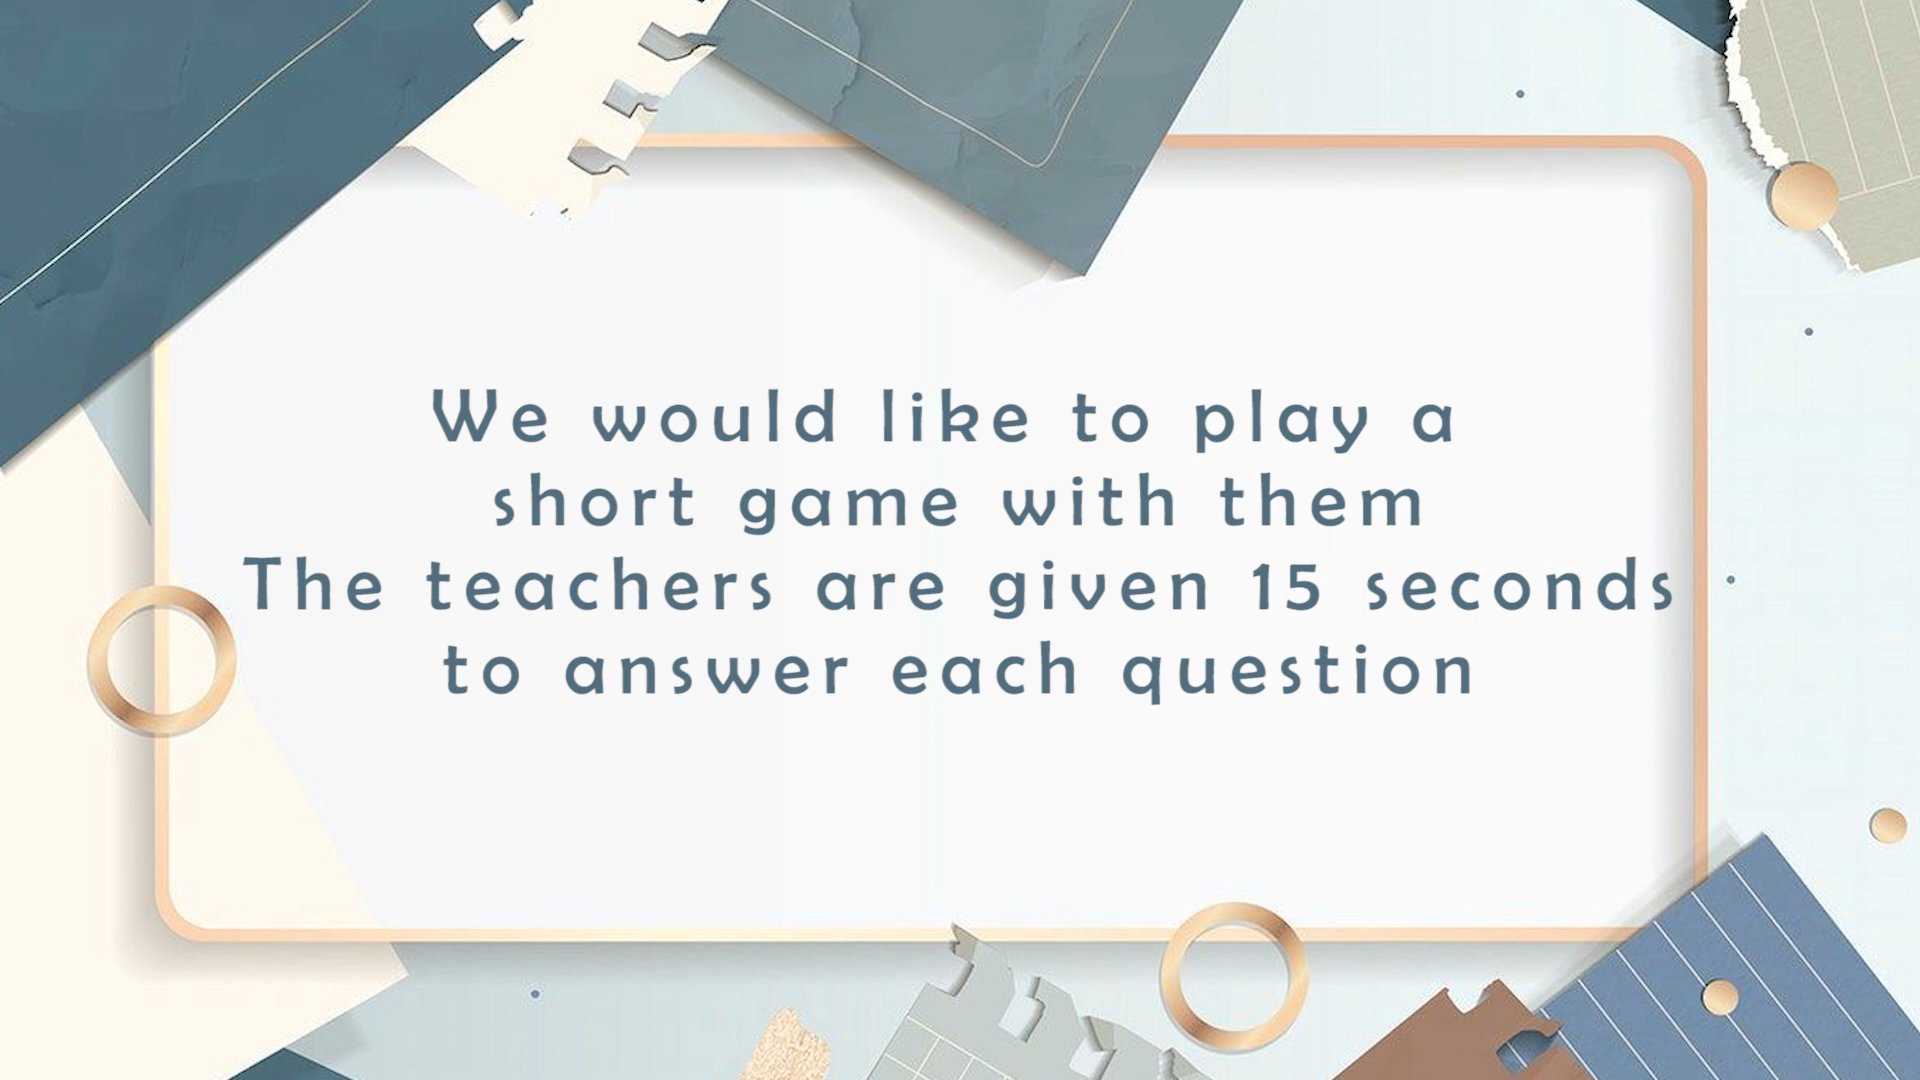 We would like to play a
short game with them
The teachers are given 15 seconds
to answer each question